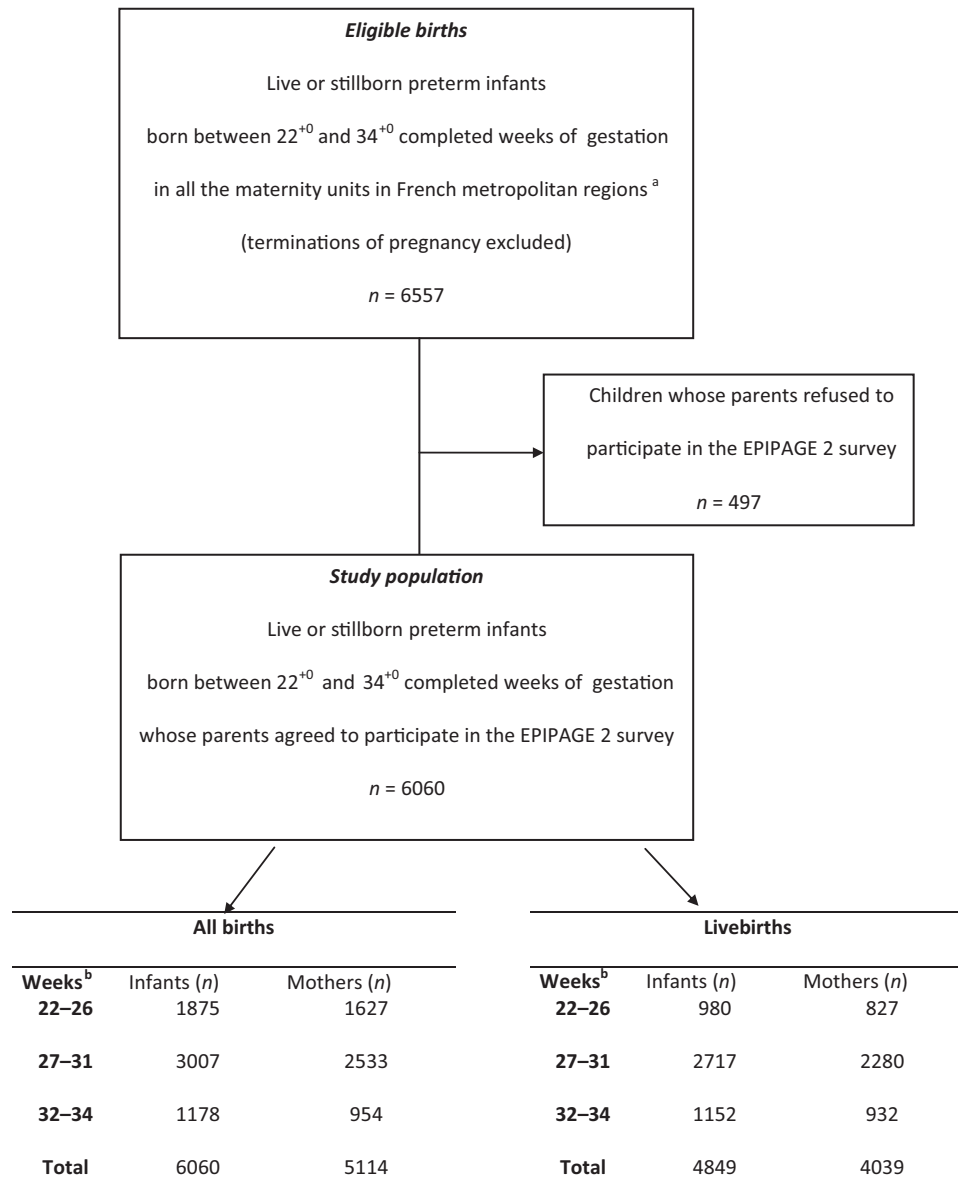 Eligible births
Live or stillborn preterm infants
born between 22+0 and 34+0 completed weeks of gestation
in all the maternity units in French metropolitan regions a
(terminations of pregnancy excluded)
n = 6557
Children whose parents refused to
participate in the EPIPAGE 2 survey
n = 497
Study population
Live or stillborn preterm infants
born between 22+0 and 34+0 completed weeks of gestation
whose parents agreed to participate in the EPIPAGE 2 survey
n = 6060
All births
Weeksb Infants (n) Mothers (n)
22–26 1875 1627
27–31 3007 2533
32–34 1178 954
Total 6060 5114
Livebirths
Weeksb Infants (n) Mothers (n)
22–26 980 827
27–31 2717 2280
32–34 1152 932
Total 4849 4039